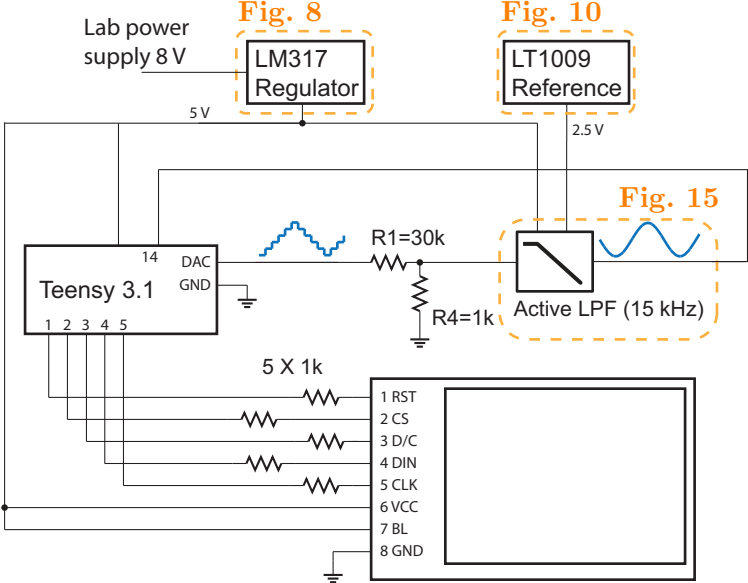 Fig. 8
Fig. 10
Lab power
supply 8 V
LM317
Regulator
LT1009
Reference
5 V
2.5 V
Fig. 15
14
DAC
GND
Teensy 3.1
1 2 3 4 5
R1=30k
R4=1k
Active LPF (15 kHz)
5 X 1k
1 RST
2 CS
3 D/C
4 DIN
5 CLK
6 VCC
7 BL
8 GND